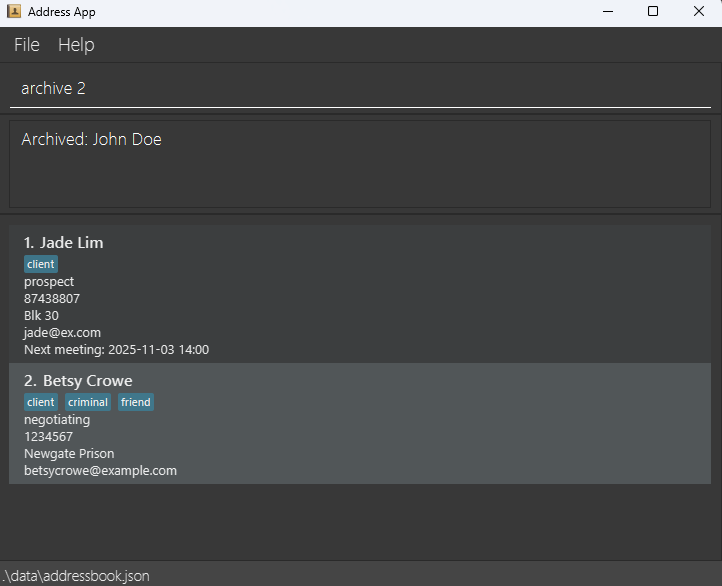 Address App
File Help
archive 2
Archived: John Doe
1. Jade Lim
client
prospect
87438807
Blk 30
jade@ex.com
Next meeting: 2025-11-03 14:00
2. Betsy Crowe
client criminal friend
negotiating
1234567
Newgate Prison
betsycrowe@example.com
.\data\addressbook.json